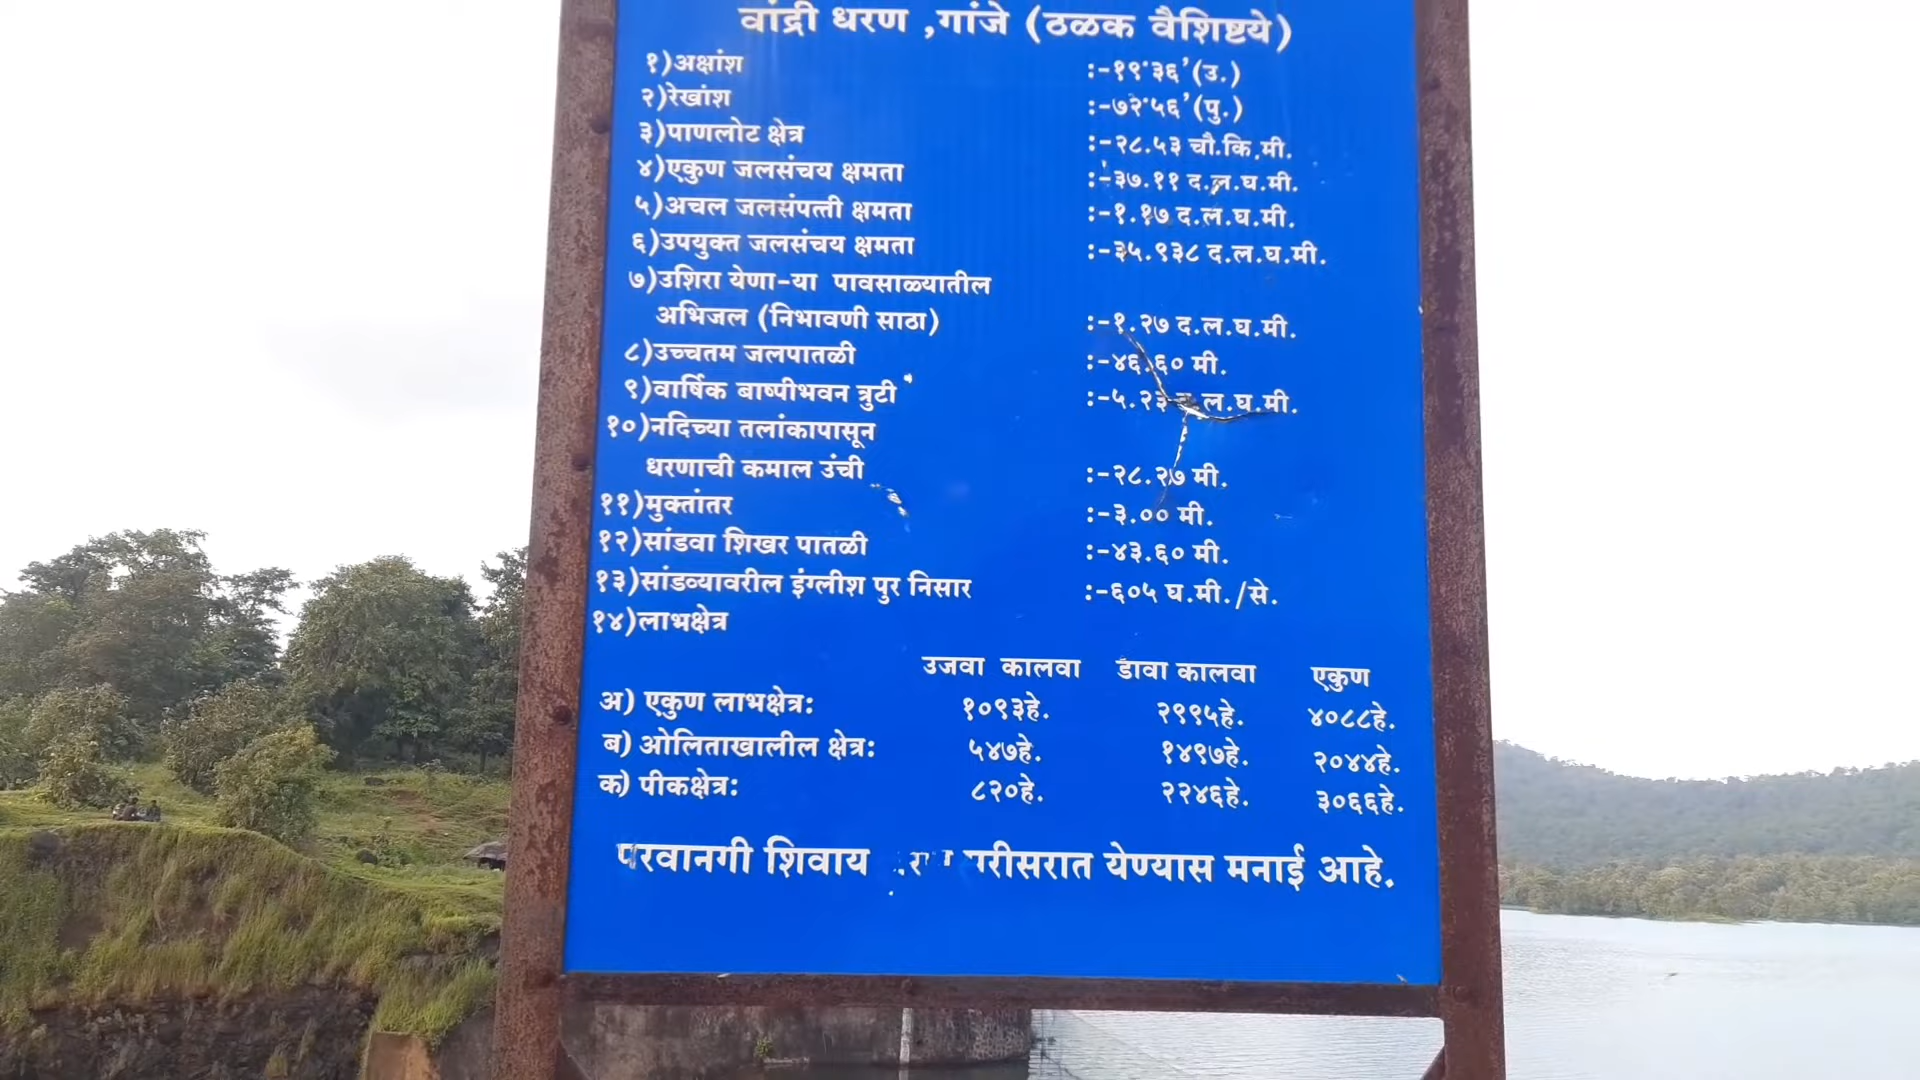 वांद्री धरण ,गांजे (ठळक वैशिष्टये)
१)अक्षांश :-१९°३६'(उ.)
२)रेखांश :-७२°५६'(पु.)
३)पाणलोट क्षेत्र :-२८.५३ चौ.कि.मी.
४)एकुण जलसंचय क्षमता :-३७.११ द.ल.घ.मी.
५)अचल जलसंपत्ती क्षमता :-१.१७ द.ल.घ.मी.
६)उपयुक्त जलसंचय क्षमता :-३५.९३८ द.ल.घ.मी.
७)उशिरा येणा-या पावसाळ्यातील
अभिजल (निभावणी साठा) :-१.२७ द.ल.घ.मी.
८)उच्चतम जलपातळी :-४६.६० मी.
९)वार्षिक बाष्पीभवन त्रुटी :-५.२३ ल.घ.मी.
१०)नदिच्या तलांकापासून
धरणाची कमाल उंची :-२८.२७ मी.
११)मुक्तांतर :-३.०० मी.
१२)सांडवा शिखर पातळी :-४३.६० मी.
१३)सांडव्यावरील इंग्लीश पुर निसार :-६०५ घ.मी./से.
१४)लाभक्षेत्र
उजवा कालवा डावा कालवा एकुण
अ) एकुण लाभक्षेत्र: १०९३हे. २९९५हे. ४०८८हे.
ब) ओलिताखालील क्षेत्र: ५४७हे. १४९७हे. २०४४हे.
क) पीकक्षेत्र: ८२०हे. २२४६हे. ३०६६हे.
परवानगी शिवाय परीसरात येण्यास मनाई आहे.